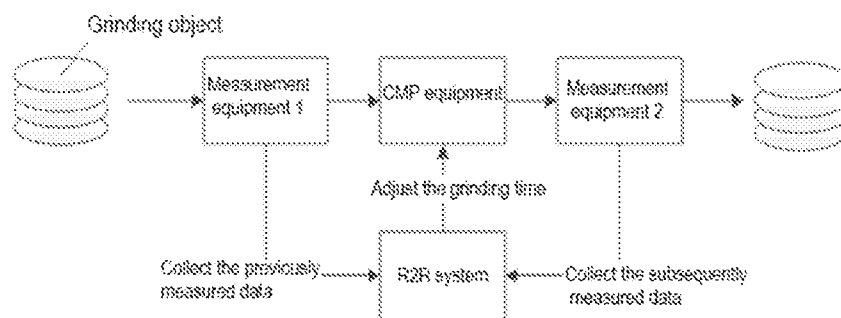 Grinding object
Measurement
equipment 1
CMP equipment
Measurement
equipment 2
Adjust the grinding time
Collect the previously
measured data
R2R system
Collect the subsequently
measured data